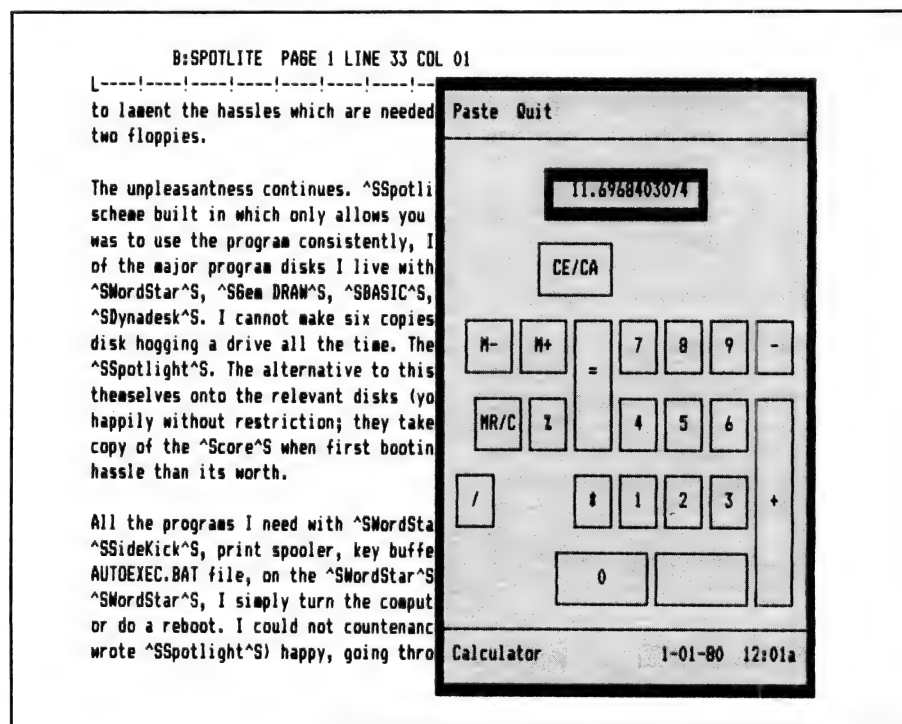 B:SPOTLITE PAGE 1 LINE 33 COL 01
L----!----!----!----!----!----!----!--
to lament the hassles which are needed
two floppies.
The unpleasantness continues. ^SSpotli
scheme built in which only allows you
was to use the program consistently, I
of the major program disks I live with
^SWordStar^S, ^SGem DRAW^S, ^SBASIC^S,
^SDynadesk^S. I cannot make six copies
disk hogging a drive all the time. The
^SSpotlight^S. The alternative to this
themselves onto the relevant disks (yo
happily without restriction; they take
copy of the ^Score^S when first bootin
hassle than its worth.
All the programs I need with ^SWordSta
^SSideKick^S, print spooler, key buffe
AUTOEXEC.BAT file, on the ^SWordStar^S
^SWordStar^S, I simply turn the comput
or do a reboot. I could not countenanc
wrote ^SSpotlight^S) happy, going thro
Paste Quit
11.6968403074
CE/CA
M- M+ = 7 8 9 -
MR/C % 4 5 6
/ * 1 2 3 +
0
Calculator 1-01-80 12:01a